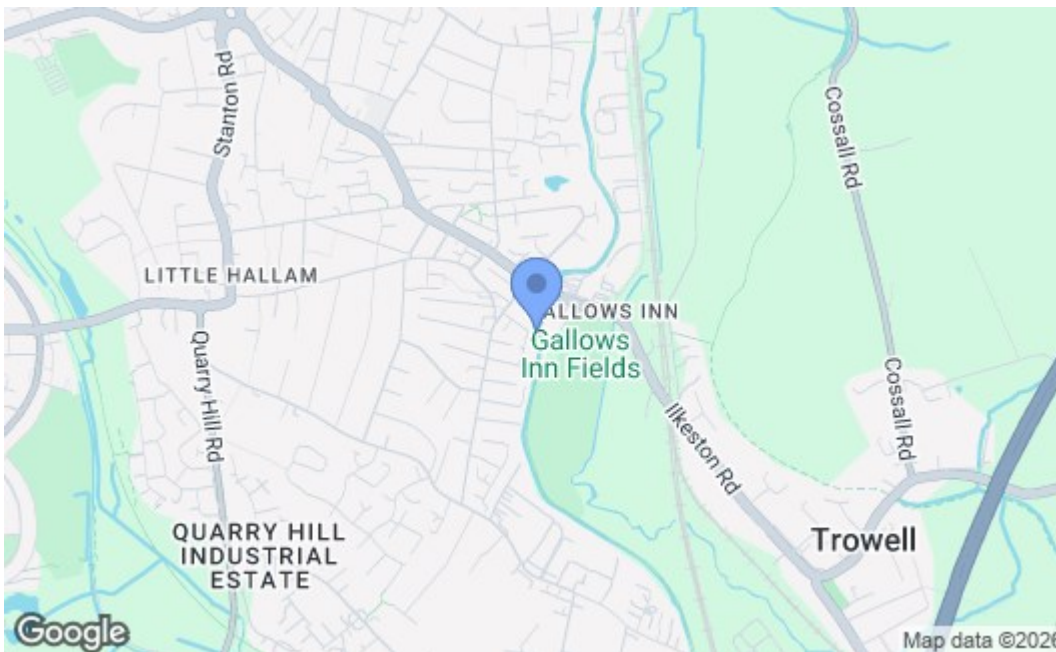 Stanton Rd
Cossall Rd
LITTLE HALLAM
ALLOWS INN
Gallows
Inn Fields
Quarry Hill Rd
Ilkeston Rd
Cossall Rd
QUARRY HILL
INDUSTRIAL
ESTATE
Trowell
Google
Map data ©2026